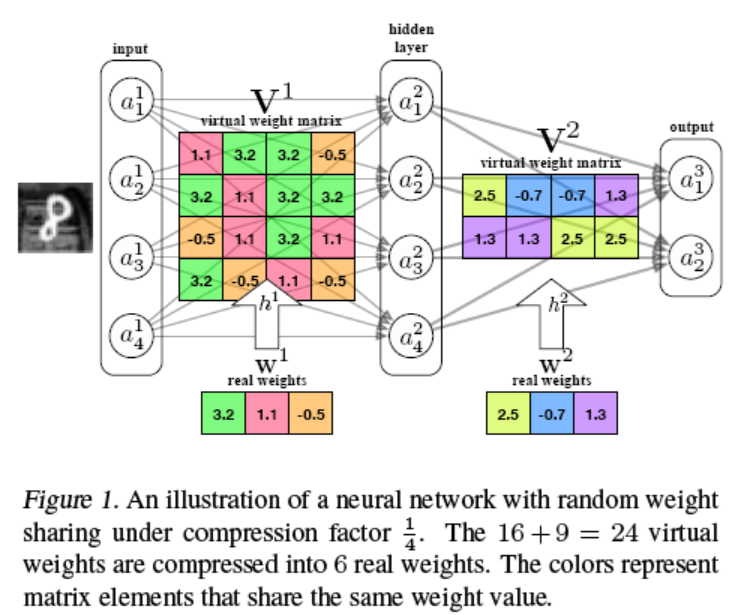 hidden
layer
input
V^1
virtual weight matrix
1.1 3.2 3.2 -0.5
3.2 1.1 3.2 3.2
-0.5 1.1 3.2 1.1
3.2 -0.5 1.1 -0.5
a_1^1
a_2^1
a_3^1
a_4^1
h^1
w^1
real weights
3.2 1.1 -0.5
a_1^2
a_2^2
a_3^2
a_4^2
V^2
virtual weight matrix
2.5 -0.7 -0.7 1.3
1.3 1.3 2.5 2.5
h^2
w^2
real weights
2.5 -0.7 1.3
output
a_1^3
a_2^3
Figure 1. An illustration of a neural network with random weight
sharing under compression factor 1/4. The 16 + 9 = 24 virtual
weights are compressed into 6 real weights. The colors represent
matrix elements that share the same weight value.